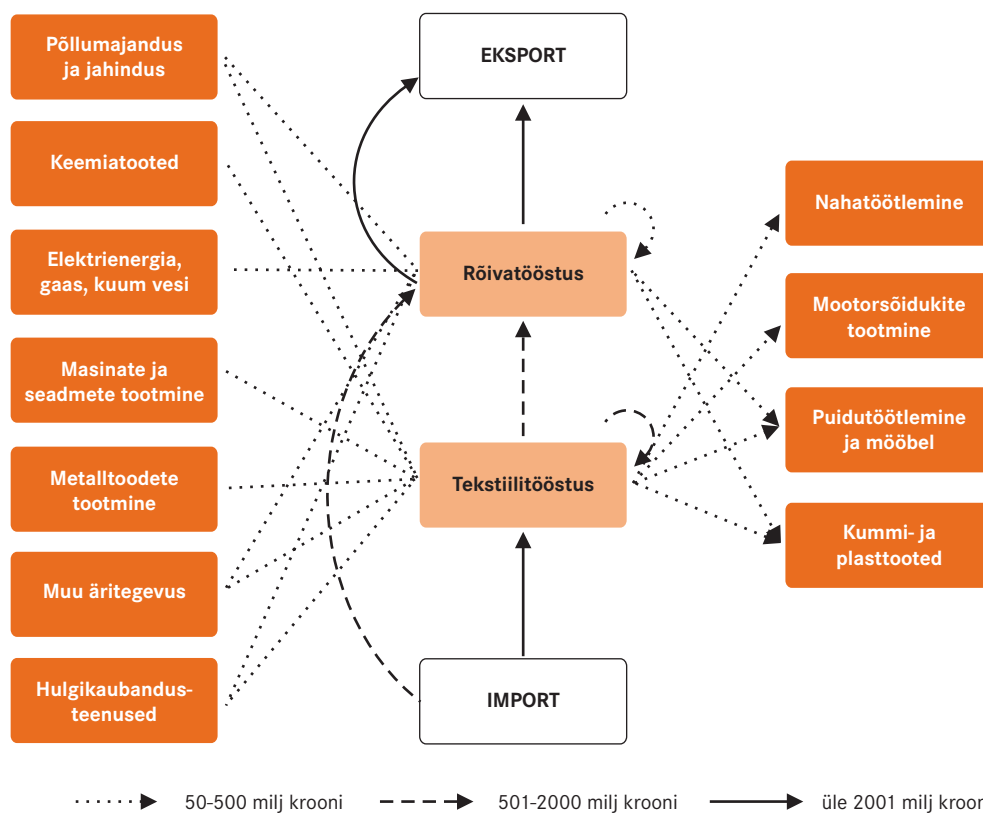 Põllumajandus
ja jahindus
Keemiatooted
Elektrienergia,
gaas, kuum vesi
Masinate ja
seadmete tootmine
Metalltoodete
tootmine
Muu äritegevus
Hulgikaubandus-
teenused
EKSPORT
Rõivatööstus
Tekstiilitööstus
IMPORT
Nahatöötlemine
Mootorsõidukite
tootmine
Puidutöötlemine
ja mööbel
Kummi- ja
plasttooted
50-500 milj krooni
501-2000 milj krooni
üle 2001 milj kroon